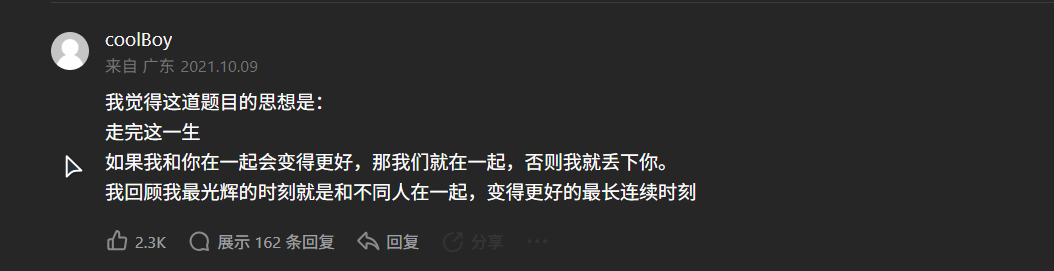 coolBoy
来自 广东 2021.10.09
我觉得这道题目的思想是：
走完这一生
如果我和你在一起会变得更好，那我们就在一起，否则我就丢下你。
我回顾我最光辉的时刻就是和不同人在一起，变得更好的最长连续时刻
2.3K 展示 162 条回复 回复 分享